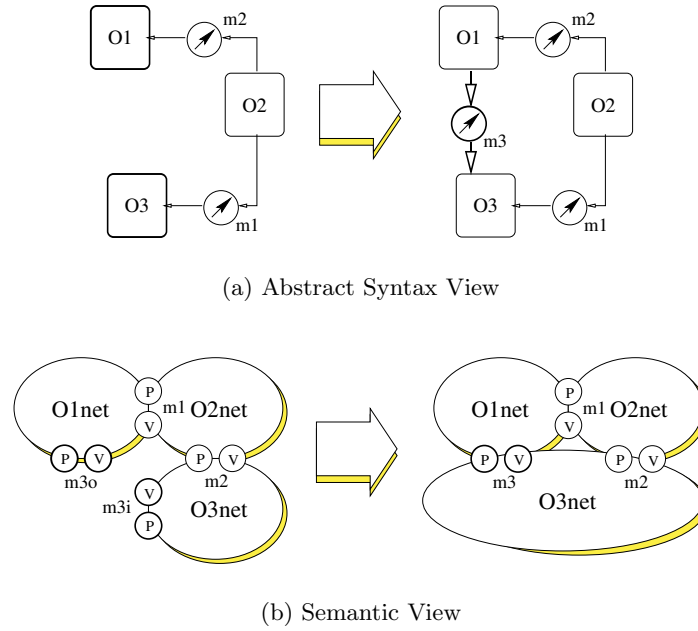 O1 m2 O1 m2
O2 O2
m3
O3 m1 O3 m1
(a) Abstract Syntax View
P P
O1net m1 O2net O1net m1 O2net
V V
P V P V P V P V
m3o m2 m3 m2
V
m3i O3net O3net
P
(b) Semantic View